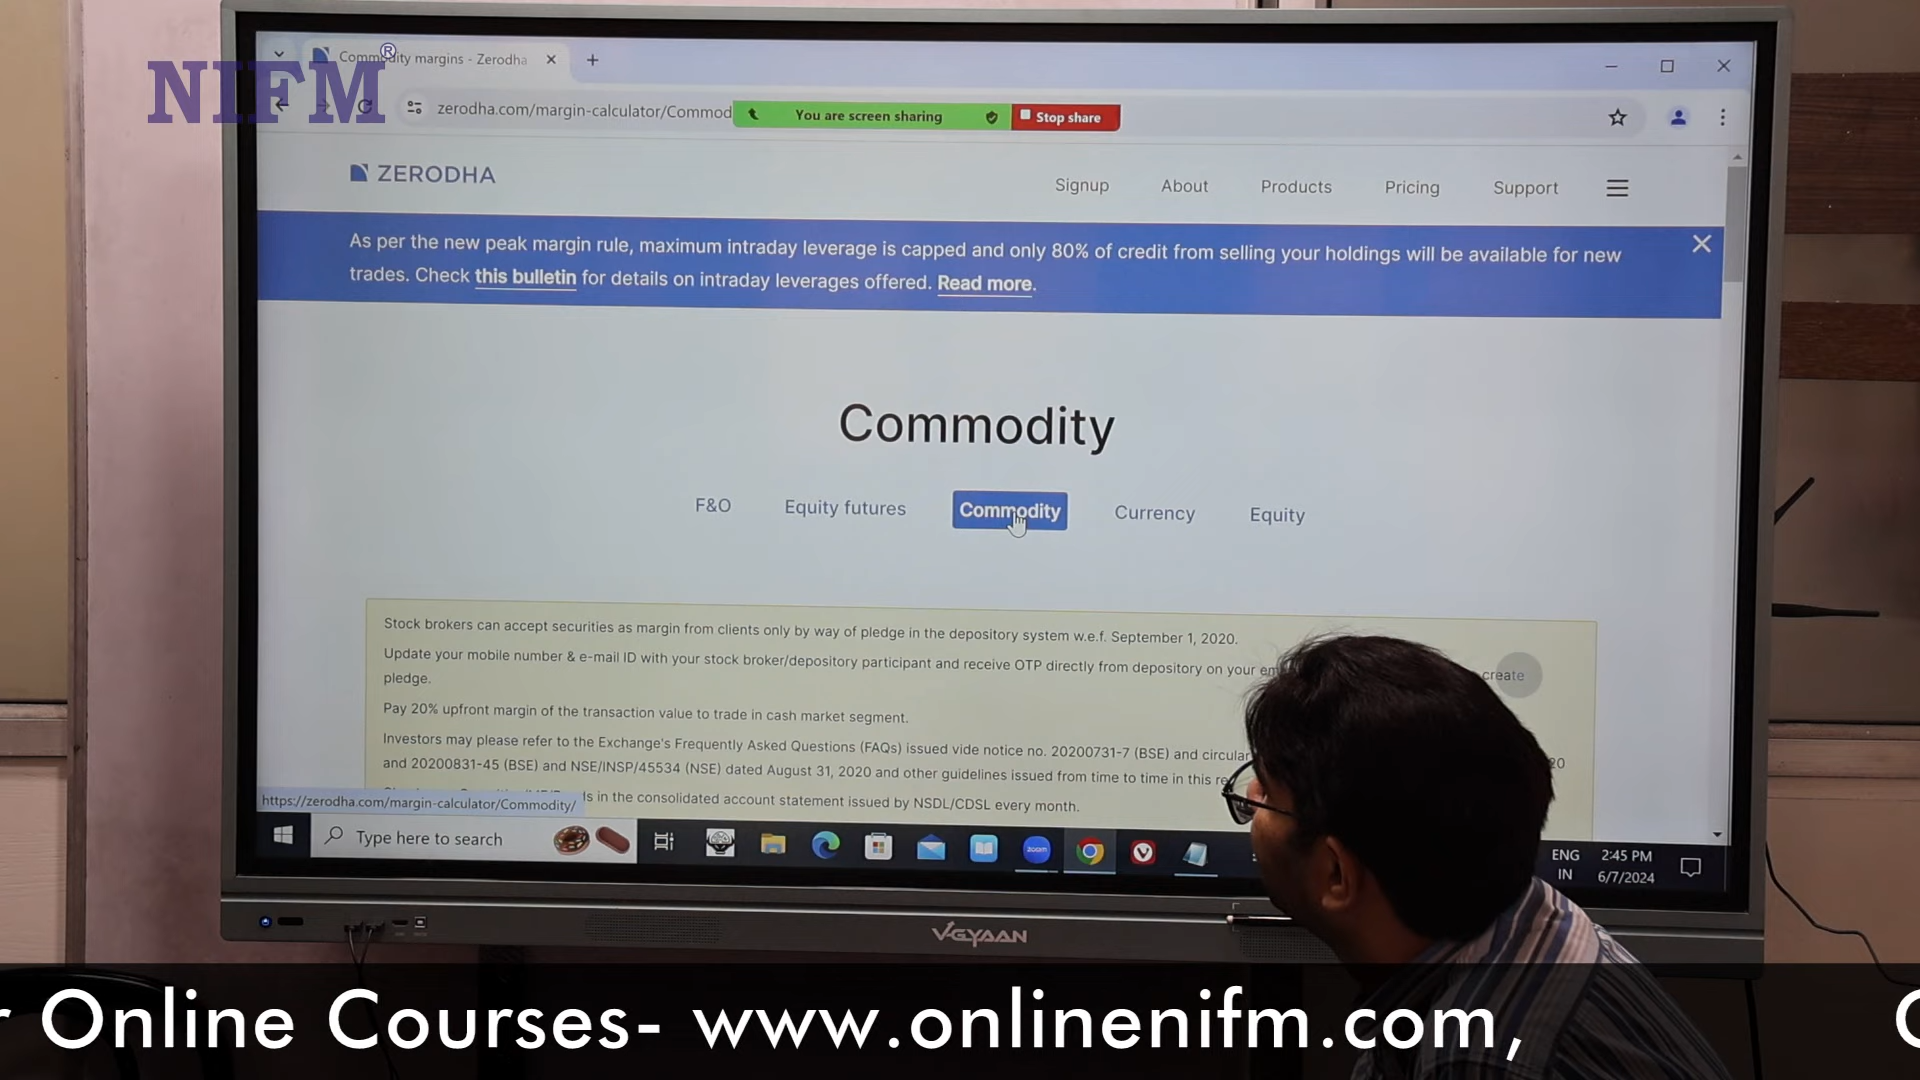 NIFM®
Commodity margins - Zerodha
zerodha.com/margin-calculator/Commod
You are screen sharing
Stop share
ZERODHA
Signup About Products Pricing Support
As per the new peak margin rule, maximum intraday leverage is capped and only 80% of credit from selling your holdings will be available for new
trades. Check this bulletin for details on intraday leverages offered. Read more.
Commodity
F&O Equity futures Commodity Currency Equity
Stock brokers can accept securities as margin from clients only by way of pledge in the depository system w.e.f. September 1, 2020.
Update your mobile number & e-mail ID with your stock broker/depository participant and receive OTP directly from depository on your em create
pledge.
Pay 20% upfront margin of the transaction value to trade in cash market segment.
Investors may please refer to the Exchange's Frequently Asked Questions (FAQs) issued vide notice no. 20200731-7 (BSE) and circular 20
and 20200831-45 (BSE) and NSE/INSP/45534 (NSE) dated August 31, 2020 and other guidelines issued from time to time in this re
in the consolidated account statement issued by NSDL/CDSL every month.
https://zerodha.com/margin-calculator/Commodity/
Type here to search
zoom
ENG 2:45 PM
IN 6/7/2024
VGYAAN
r Online Courses- www.onlinenifm.com,